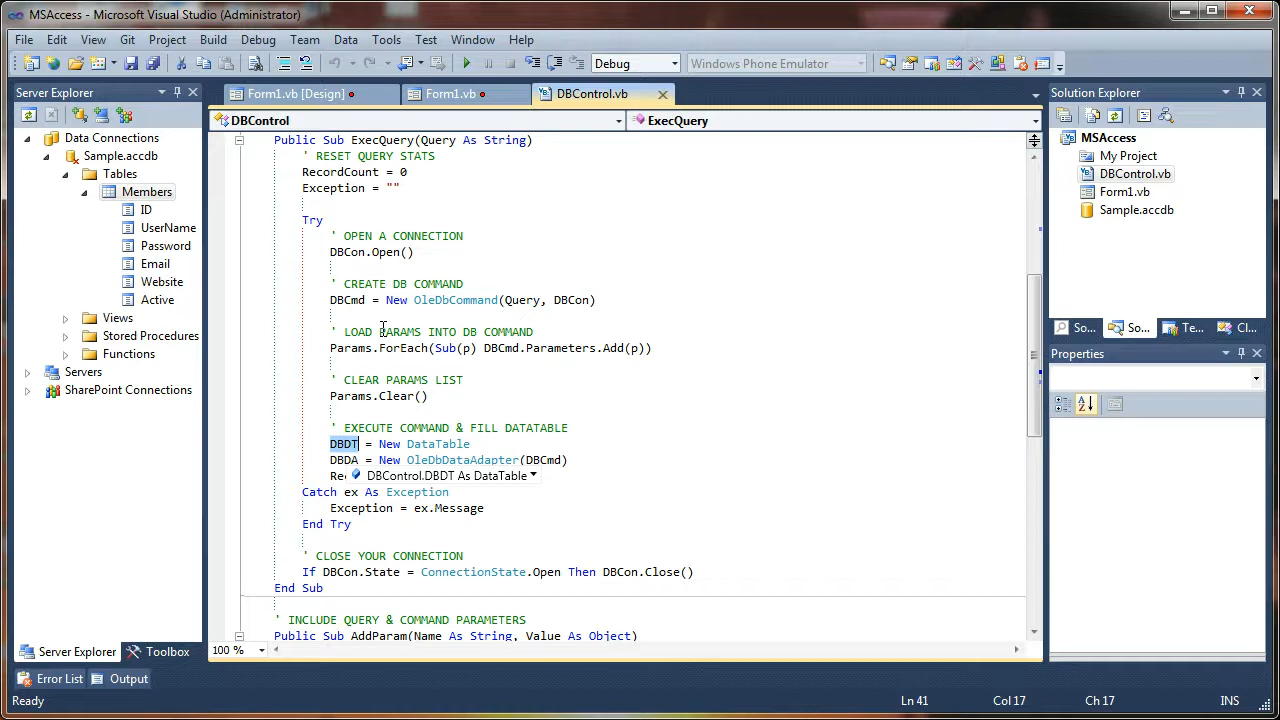 MSAccess - Microsoft Visual Studio (Administrator)
File Edit View Git Project Build Debug Team Data Tools Test Window Help
Debug
Windows Phone Emulator
Server Explorer
Data Connections
Sample.accdb
Tables
Members
ID
UserName
Password
Email
Website
Active
Views
Stored Procedures
Functions
Servers
SharePoint Connections
Server Explorer
Toolbox
Form1.vb [Design]
Form1.vb
DBControl.vb
DBControl
ExecQuery
Public Sub ExecQuery(Query As String)
' RESET QUERY STATS
RecordCount = 0
Exception = ""
Try
' OPEN A CONNECTION
DBCon.Open()
' CREATE DB COMMAND
DBCmd = New OleDbCommand(Query, DBCon)
' LOAD PARAMS INTO DB COMMAND
Params.ForEach(Sub(p) DBCmd.Parameters.Add(p))
' CLEAR PARAMS LIST
Params.Clear()
' EXECUTE COMMAND & FILL DATATABLE
DBDT = New DataTable
DBDA = New OleDbDataAdapter(DBCmd)
Re
DBControl.DBDT As DataTable
Catch ex As Exception
Exception = ex.Message
End Try
' CLOSE YOUR CONNECTION
If DBCon.State = ConnectionState.Open Then DBCon.Close()
End Sub
' INCLUDE QUERY & COMMAND PARAMETERS
Public Sub AddParam(Name As String, Value As Object)
100 %
Solution Explorer
MSAccess
My Project
DBControl.vb
Form1.vb
Sample.accdb
So... So... Te... Cl...
Properties
Error List
Output
Ready
Ln 41
Col 17
Ch 17
INS